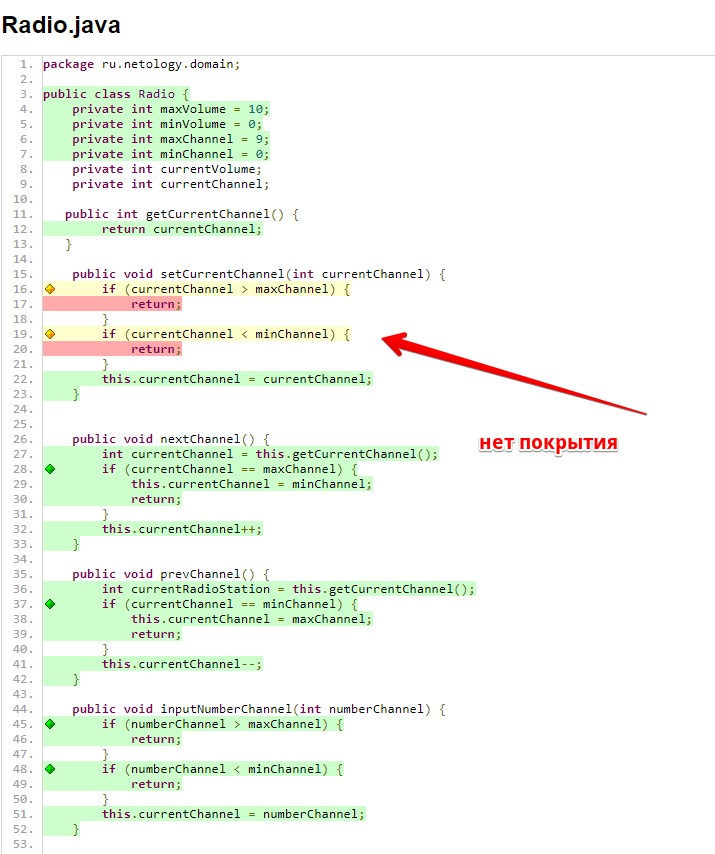 Radio.java
1. package ru.netology.domain;
2.
3. public class Radio {
4. private int maxVolume = 10;
5. private int minVolume = 0;
6. private int maxChannel = 9;
7. private int minChannel = 0;
8. private int currentVolume;
9. private int currentChannel;
10.
11. public int getCurrentChannel() {
12. return currentChannel;
13. }
14.
15. public void setCurrentChannel(int currentChannel) {
16. if (currentChannel > maxChannel) {
17. return;
18. }
19. if (currentChannel < minChannel) {
20. return;
21. }
22. this.currentChannel = currentChannel;
23. }
24.
25.
26. public void nextChannel() {
нет покрытия
27. int currentChannel = this.getCurrentChannel();
28. if (currentChannel == maxChannel) {
29. this.currentChannel = minChannel;
30. return;
31. }
32. this.currentChannel++;
33. }
34.
35. public void prevChannel() {
36. int currentRadioStation = this.getCurrentChannel();
37. if (currentChannel == minChannel) {
38. this.currentChannel = maxChannel;
39. return;
40. }
41. this.currentChannel--;
42. }
43.
44. public void inputNumberChannel(int numberChannel) {
45. if (numberChannel > maxChannel) {
46. return;
47. }
48. if (numberChannel < minChannel) {
49. return;
50. }
51. this.currentChannel = numberChannel;
52. }
53.